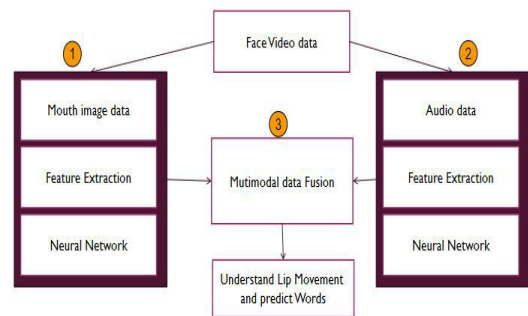 Face Video data
1
Mouth image data
Feature Extraction
Neural Network
2
Audio data
Feature Extraction
Neural Network
3
Mutimodal data Fusion
Understand Lip Movement
and predict Words